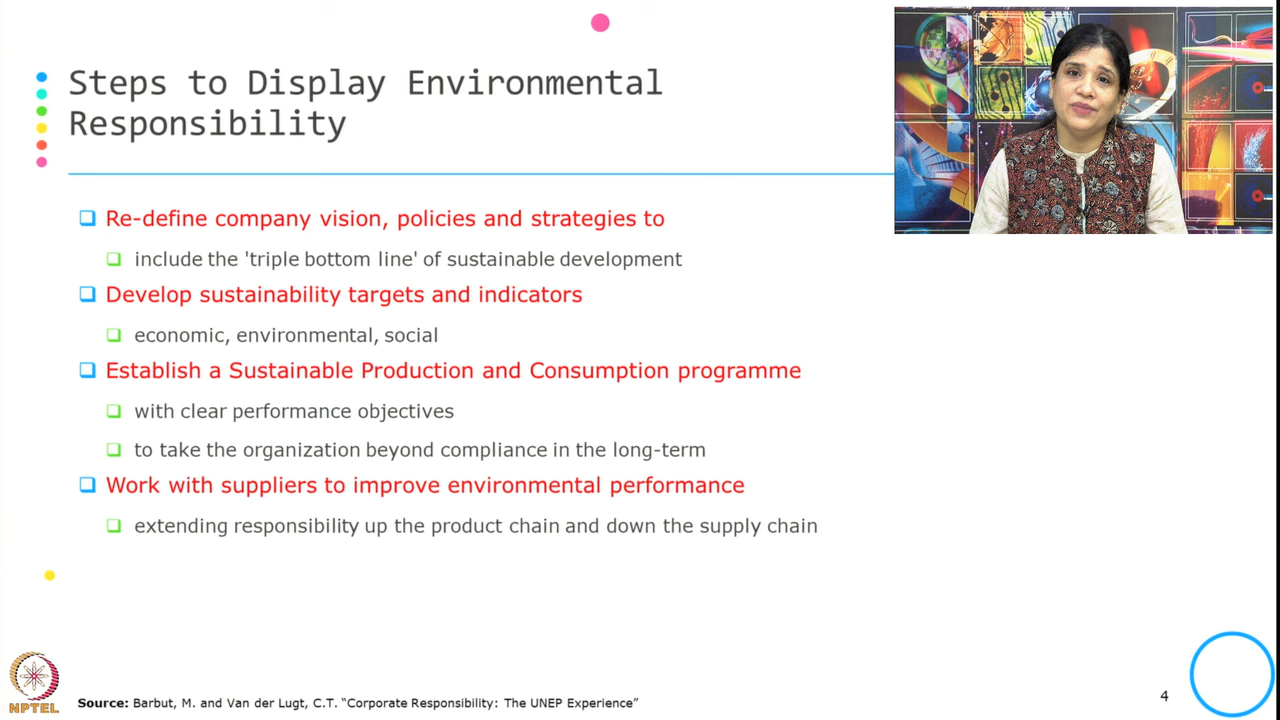 Steps to Display Environmental
Responsibility
Re-define company vision, policies and strategies to
include the 'triple bottom line' of sustainable development
Develop sustainability targets and indicators
economic, environmental, social
Establish a Sustainable Production and Consumption programme
with clear performance objectives
to take the organization beyond compliance in the long-term
Work with suppliers to improve environmental performance
extending responsibility up the product chain and down the supply chain
NPTEL
Source: Barbut, M. and Van der Lugt, C.T. “Corporate Responsibility: The UNEP Experience”
4